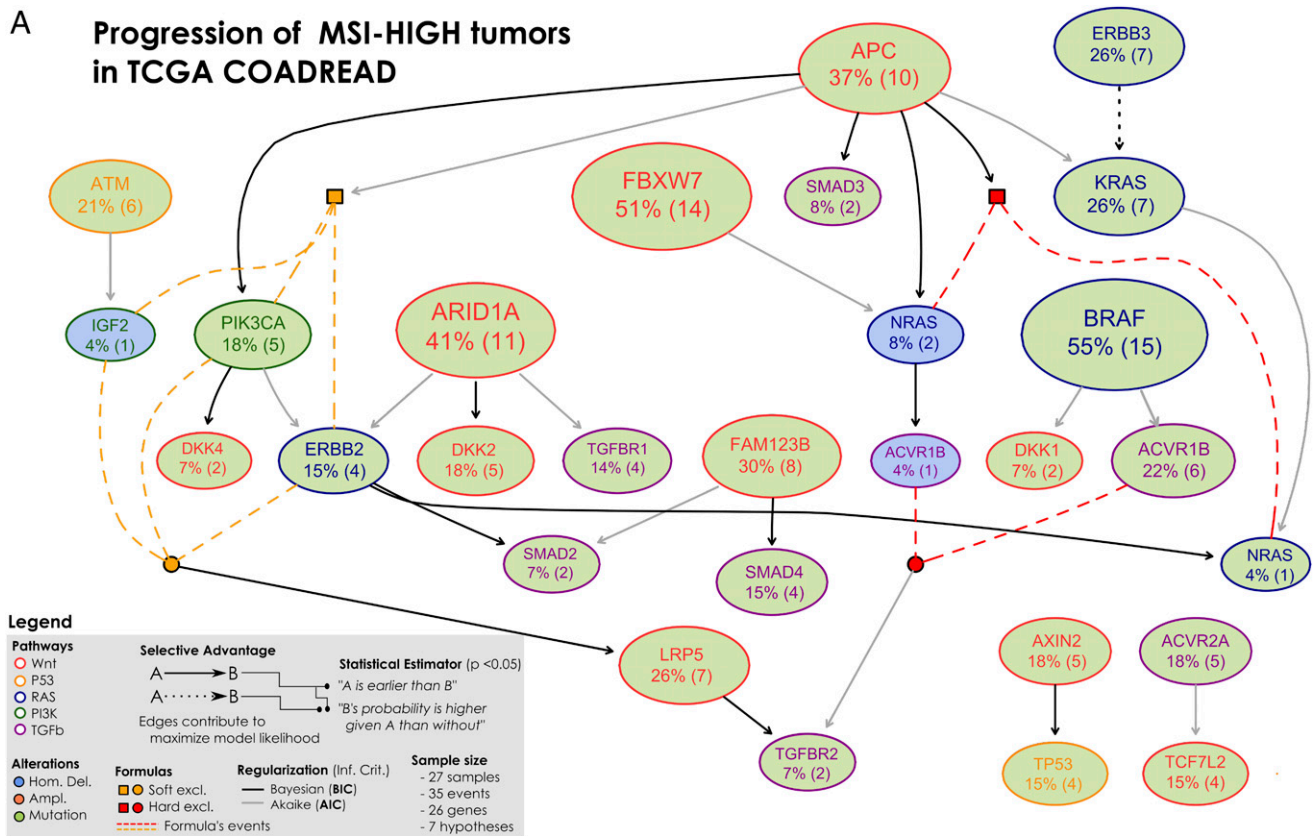 A
Progression of MSI-HIGH tumors
in TCGA COADREAD
APC
37% (10)
ERBB3
26% (7)
ATM
21% (6)
FBXW7
51% (14)
SMAD3
8% (2)
KRAS
26% (7)
IGF2
4% (1)
PIK3CA
18% (5)
ARID1A
41% (11)
NRAS
8% (2)
BRAF
55% (15)
DKK4
7% (2)
ERBB2
15% (4)
DKK2
18% (5)
TGFBR1
14% (4)
FAM123B
30% (8)
ACVR1B
4% (1)
DKK1
7% (2)
ACVR1B
22% (6)
SMAD2
7% (2)
SMAD4
15% (4)
NRAS
4% (1)
LRP5
26% (7)
AXIN2
18% (5)
ACVR2A
18% (5)
TGFBR2
7% (2)
TP53
15% (4)
TCF7L2
15% (4)
Legend
Pathways
Wnt
P53
RAS
PI3K
TGFb
Selective Advantage
A B
A B
Edges contribute to
maximize model likelihood
Statistical Estimator (p <0.05)
"A is earlier than B"
"B's probability is higher
given A than without"
Alterations
Hom. Del.
Ampl.
Mutation
Formulas
Soft excl.
Hard excl.
Formula's events
Regularization (Inf. Crit.)
Bayesian (BIC)
Akaike (AIC)
Sample size
- 27 samples
- 35 events
- 26 genes
- 7 hypotheses